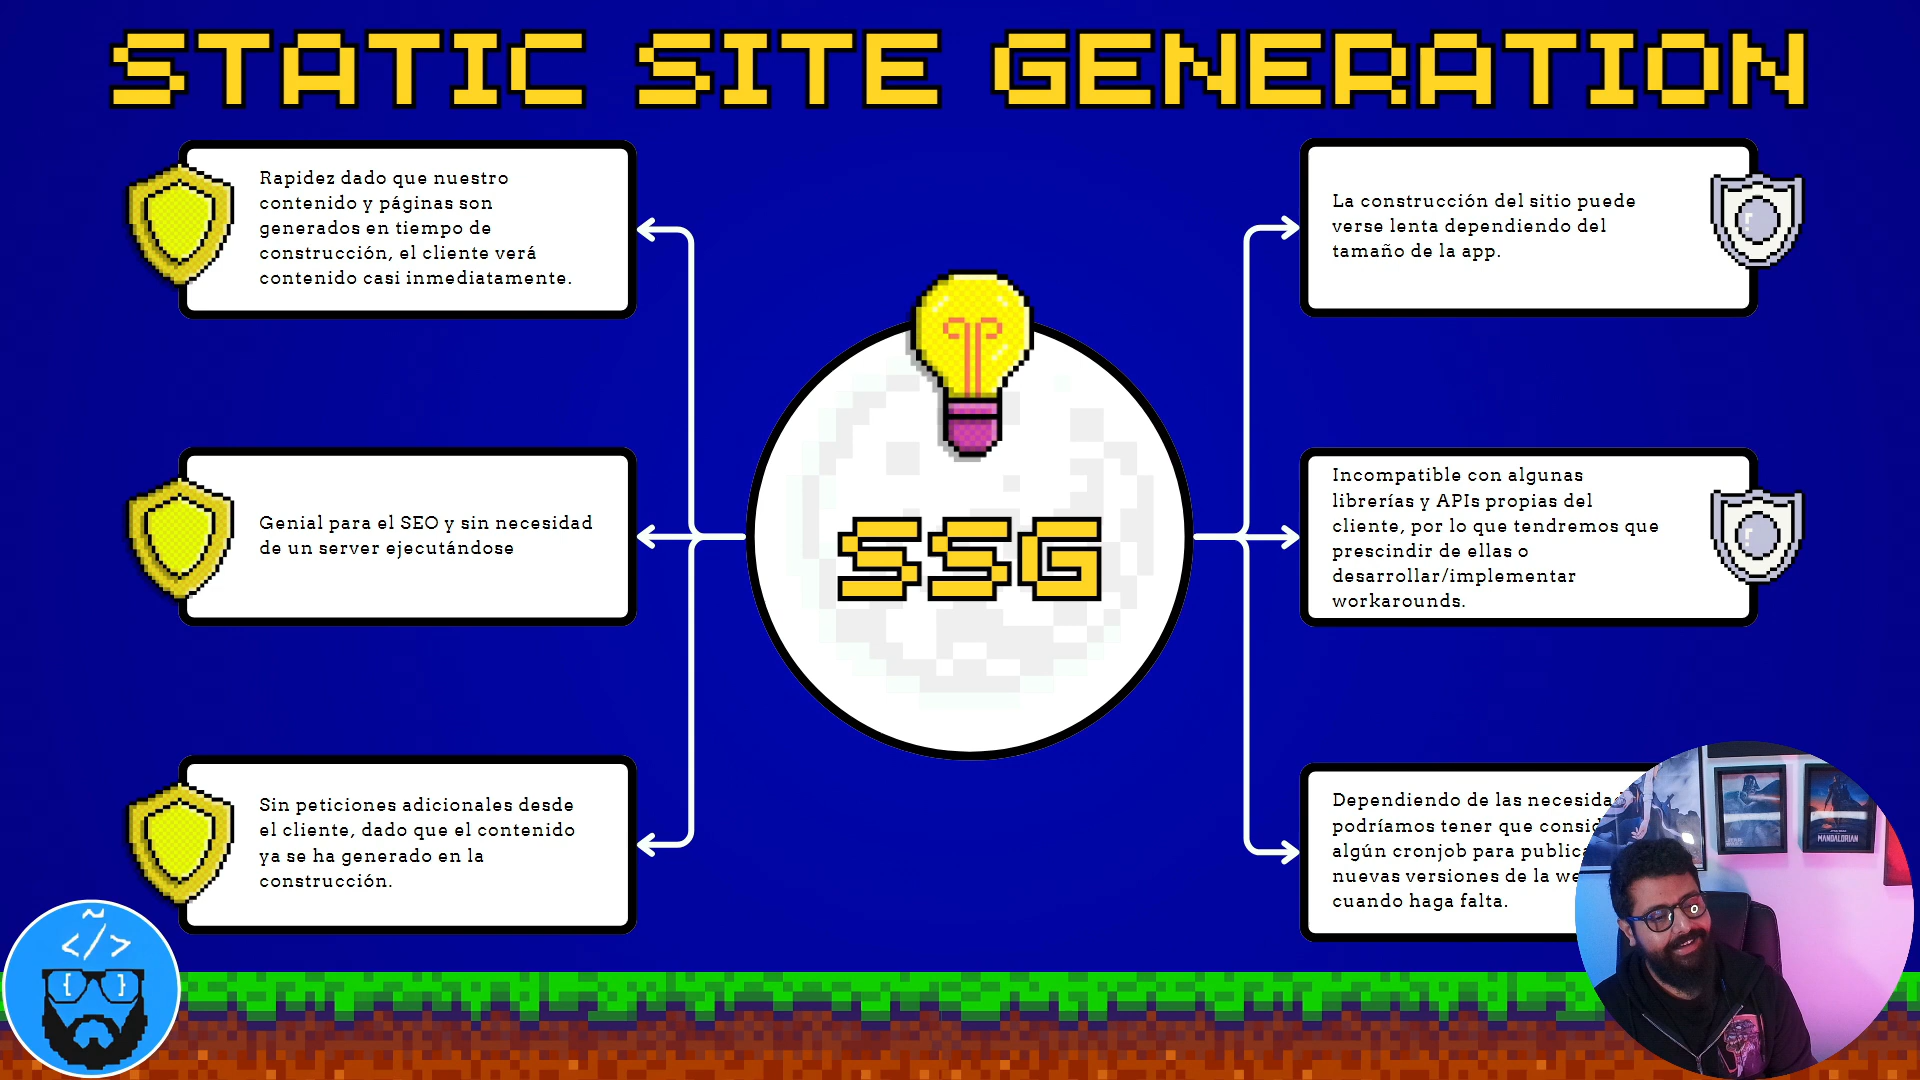 STATIC SITE GENERATION
Rapidez dado que nuestro
contenido y páginas son
generados en tiempo de
construcción, el cliente verá
contenido casi inmediatamente.
Genial para el SEO y sin necesidad
de un server ejecutándose
Sin peticiones adicionales desde
el cliente, dado que el contenido
ya se ha generado en la
construcción.
SSG
La construcción del sitio puede
verse lenta dependiendo del
tamaño de la app.
Incompatible con algunas
librerías y APIs propias del
cliente, por lo que tendremos que
prescindir de ellas o
desarrollar/implementar
workarounds.
Dependiendo de las
podríamos tener que
algún cronjob para
nuevas versiones de la
cuando haga falta.
~
</>
{ }
MANDALORIAN